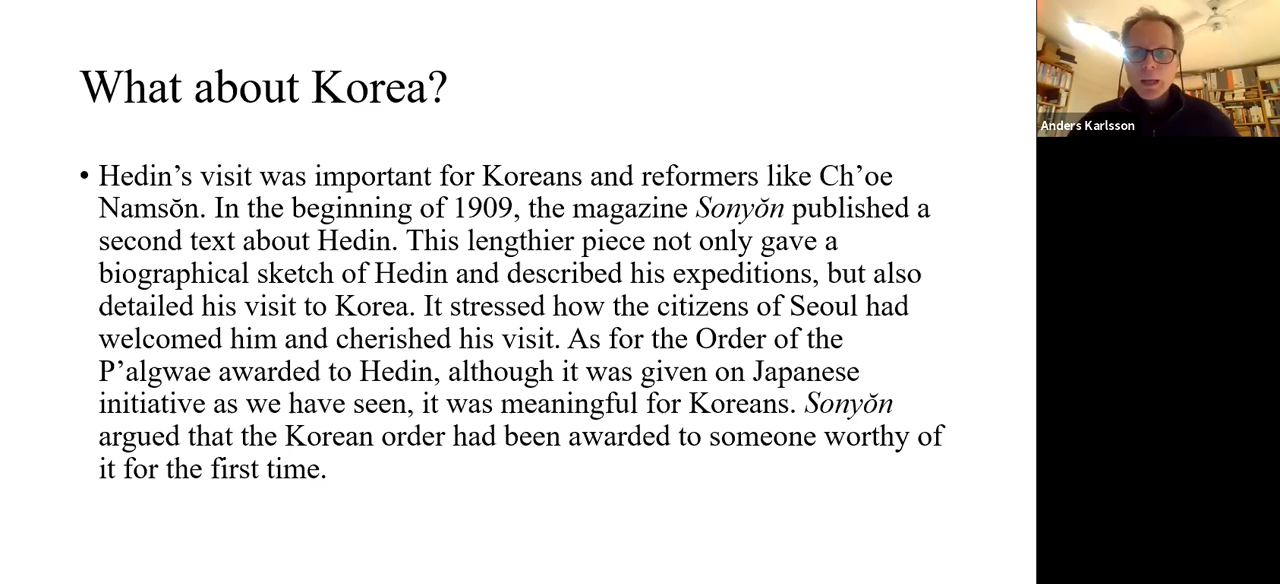 What about Korea?
• Hedin’s visit was important for Koreans and reformers like Ch’oe
Namsŏn. In the beginning of 1909, the magazine Sonyŏn published a
second text about Hedin. This lengthier piece not only gave a
biographical sketch of Hedin and described his expeditions, but also
detailed his visit to Korea. It stressed how the citizens of Seoul had
welcomed him and cherished his visit. As for the Order of the
P’algwae awarded to Hedin, although it was given on Japanese
initiative as we have seen, it was meaningful for Koreans. Sonyŏn
argued that the Korean order had been awarded to someone worthy of
it for the first time.
Anders Karlsson